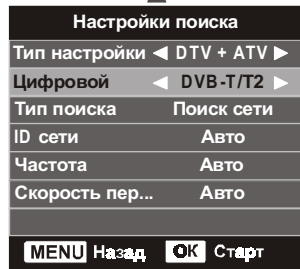 Настройки поиска
Тип настройки ◀ DTV + ATV ▶
Цифровой ◀ DVB-T/T2 ▶
Тип поиска Поиск сети
ID сети Авто
Частота Авто
Скорость пер... Авто
MENU Назад OK Старт